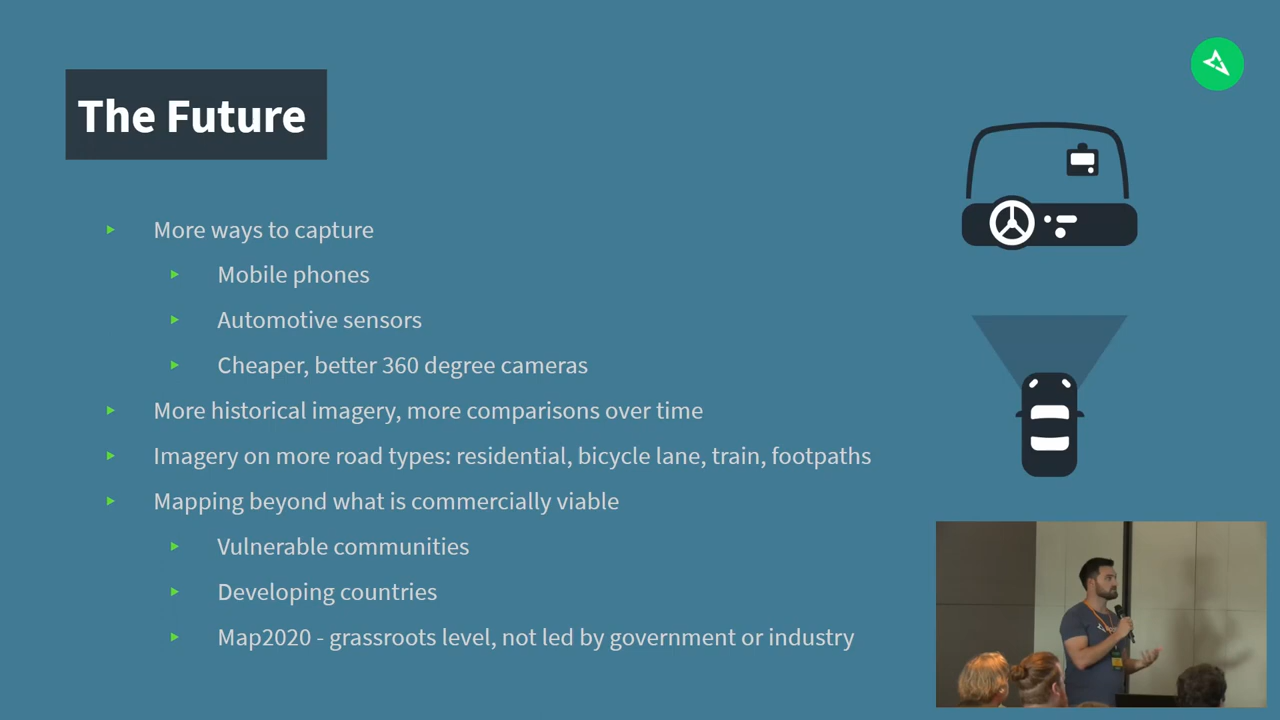 The Future
More ways to capture
Mobile phones
Automotive sensors
Cheaper, better 360 degree cameras
More historical imagery, more comparisons over time
Imagery on more road types: residential, bicycle lane, train, footpaths
Mapping beyond what is commercially viable
Vulnerable communities
Developing countries
Map2020 - grassroots level, not led by government or industry